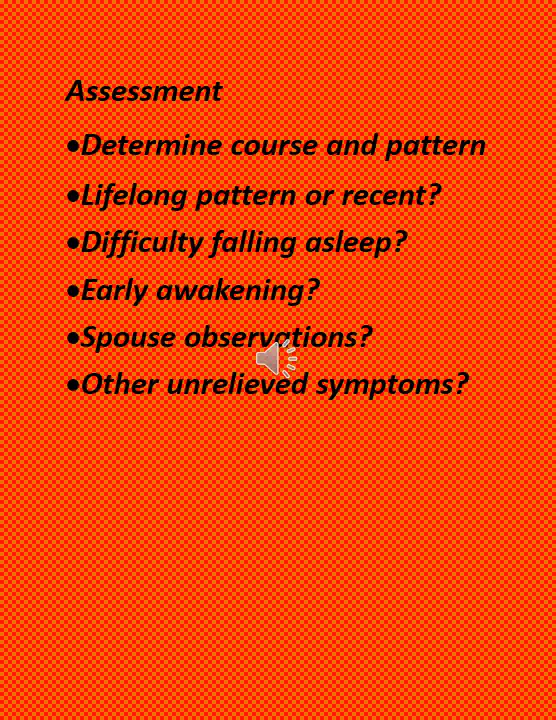 Assessment
•Determine course and pattern
•Lifelong pattern or recent?
•Difficulty falling asleep?
•Early awakening?
•Spouse observations?
•Other unrelieved symptoms?